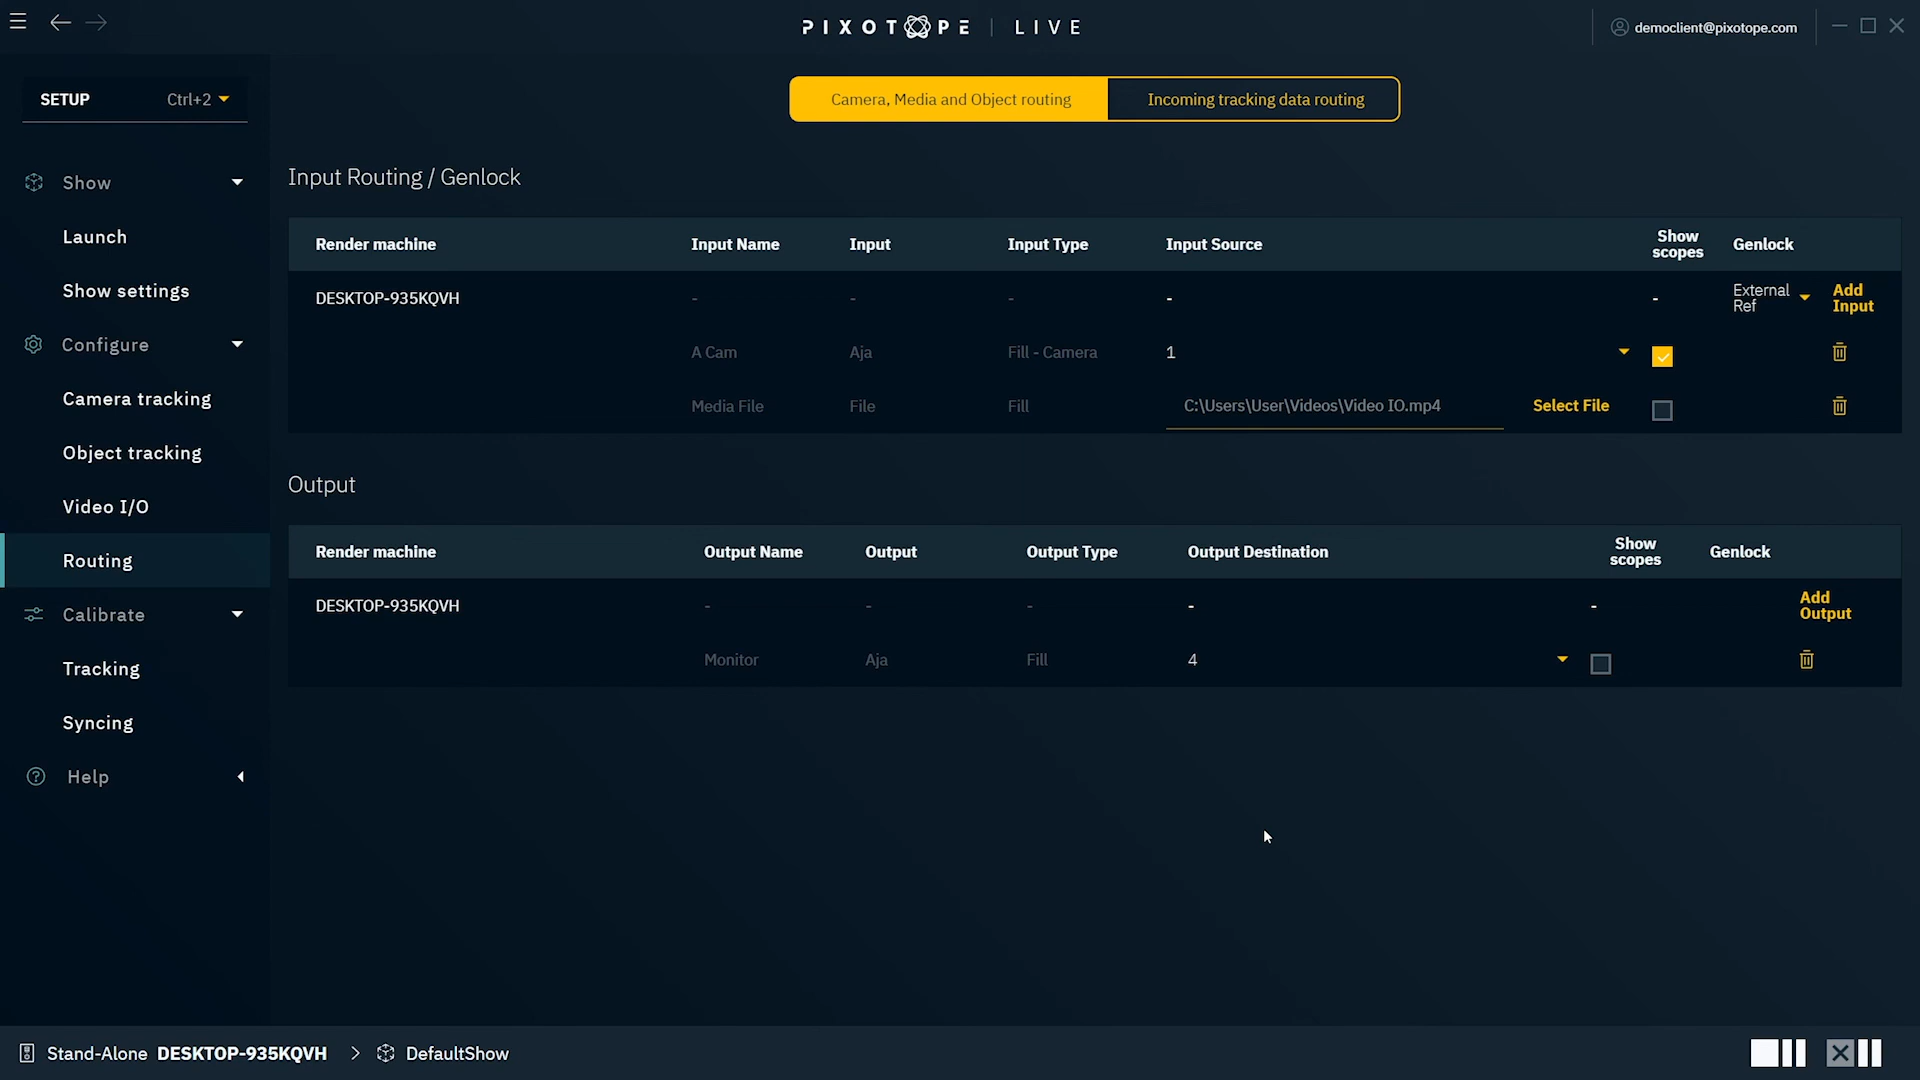 PIXOTOPE | LIVE
democlient@pixotope.com
SETUP Ctrl+2
Show
Launch
Show settings
Configure
Camera tracking
Object tracking
Video I/O
Routing
Calibrate
Tracking
Syncing
Help
Camera, Media and Object routing
Incoming tracking data routing
Input Routing / Genlock
Render machine Input Name Input Input Type Input Source Show scopes Genlock
DESKTOP-935KQVH - - - - - External Ref Add Input
A Cam Aja Fill - Camera 1
Media File File Fill C:\Users\User\Videos\Video IO.mp4 Select File
Output
Render machine Output Name Output Output Type Output Destination Show scopes Genlock
DESKTOP-935KQVH - - - - - Add Output
Monitor Aja Fill 4
Stand-Alone DESKTOP-935KQVH > DefaultShow